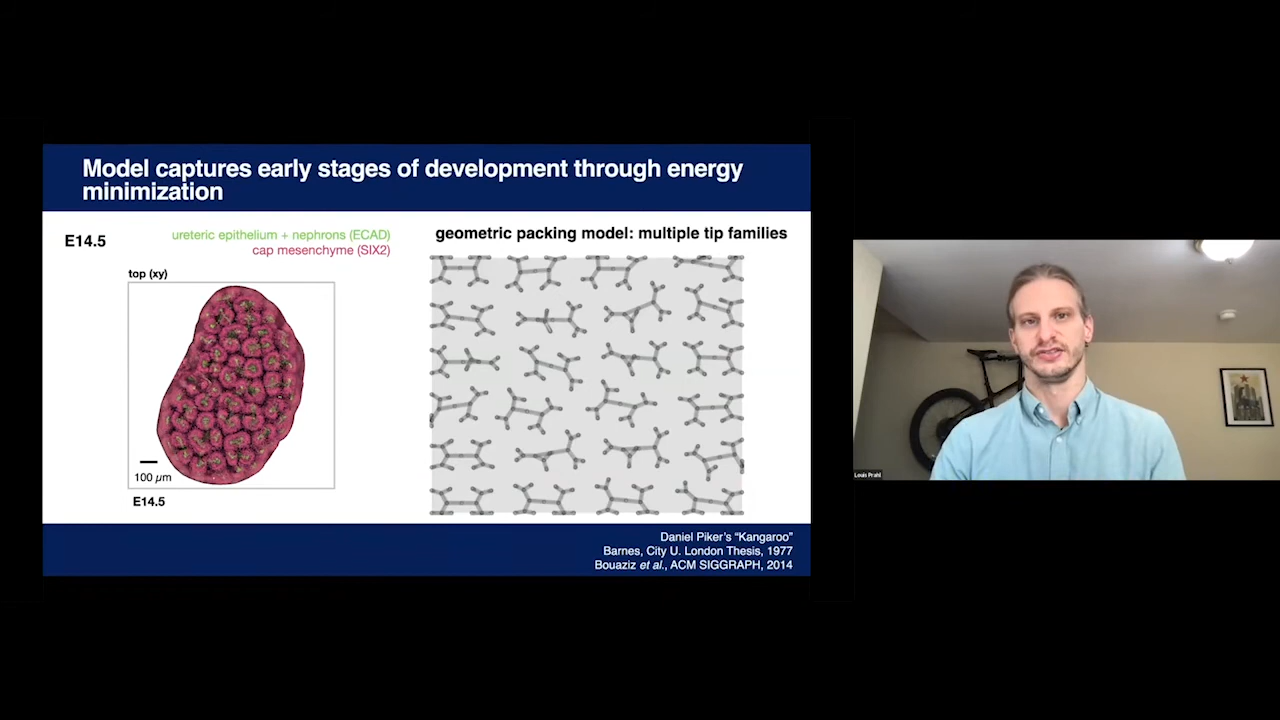 Model captures early stages of development through energy
minimization
E14.5
ureteric epithelium + nephrons (ECAD)
cap mesenchyme (SIX2)
geometric packing model: multiple tip families
top (xy)
100 µm
E14.5
Daniel Piker's “Kangaroo”
Barnes, City U. London Thesis, 1977
Bouaziz et al., ACM SIGGRAPH, 2014
Louis Prahl